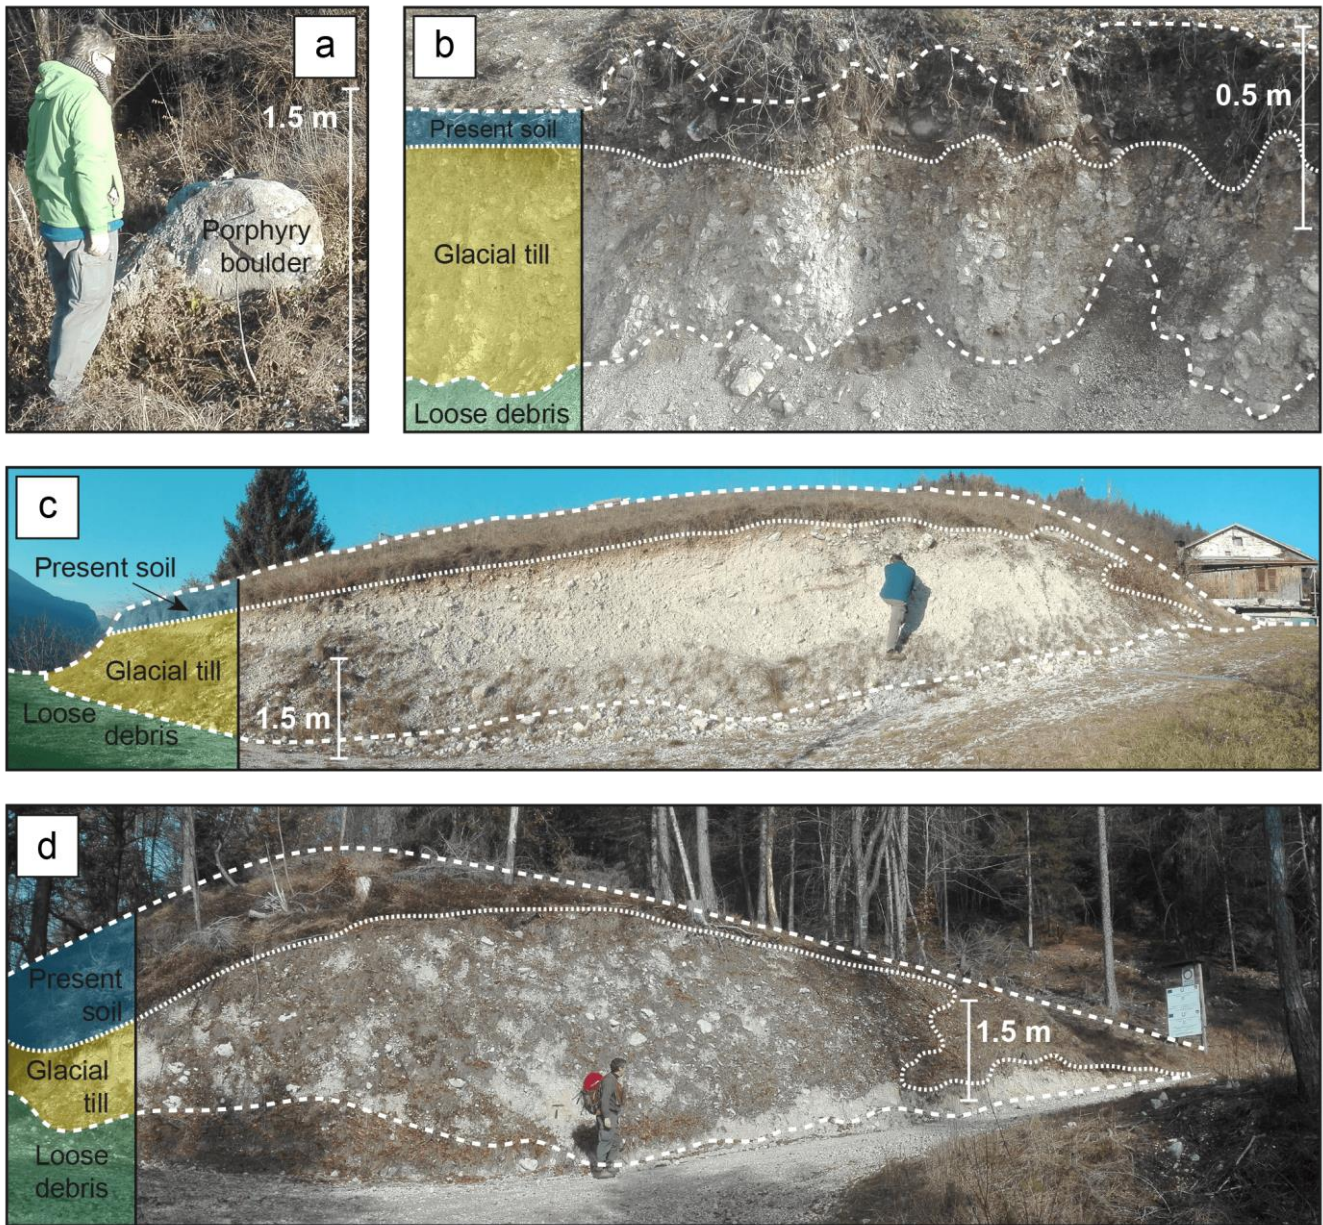 a
1.5 m
Porphyry
boulder
b
0.5 m
Present soil
Glacial till
Loose debris
c
Present soil
Glacial till
Loose
debris
1.5 m
d
Present
soil
Glacial
till
Loose
debris
1.5 m